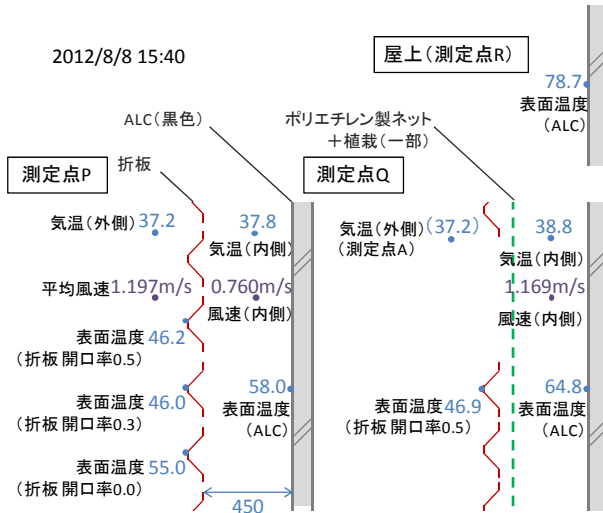 2012/8/8 15:40
屋上(測定点R)
78.7
表面温度
(ALC)
ALC(黒色)
ポリエチレン製ネット
+植栽(一部)
測定点P
折板
測定点Q
気温(外側) 37.2
37.8
気温(内側)
平均風速1.197m/s
0.760m/s
風速(内側)
表面温度 46.2
(折板開口率0.5)
表面温度 46.0
(折板開口率0.3)
58.0
表面温度
(ALC)
表面温度 55.0
(折板開口率0.0)
450
気温(外側) (37.2)
(測定点A)
38.8
気温(内側)
1.169m/s
風速(内側)
表面温度 46.9
(折板開口率0.5)
64.8
表面温度
(ALC)